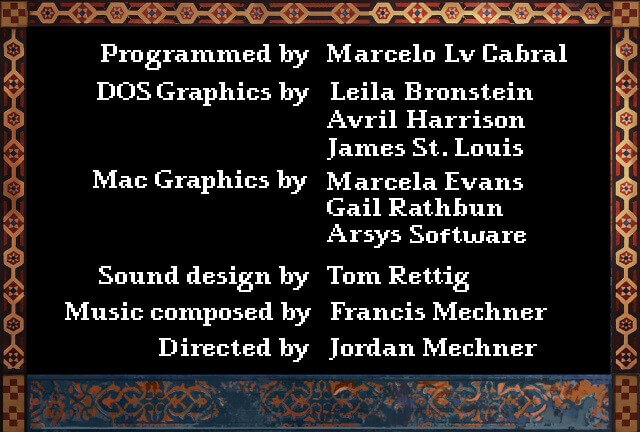 Programmed by Marcelo Lv Cabral
DOS Graphics by Leila Bronstein
Avril Harrison
James St. Louis
Mac Graphics by Marcela Evans
Gail Rathbun
Arsys Software
Sound design by Tom Rettig
Music composed by Francis Mechner
Directed by Jordan Mechner